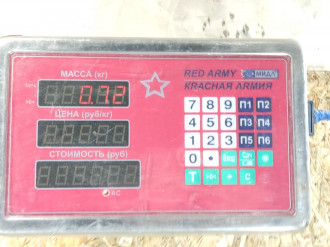 МАССА (кг)
RED ARMY МИДЛ
КРАСНАЯ АРМИЯ
0.72
ЦЕНА (руб/кг)
СТОИМОСТЬ (руб)
7 8 9 П1 П2
4 5 6 П3 П4
1 2 3 П5 П6
0 •
Т + С